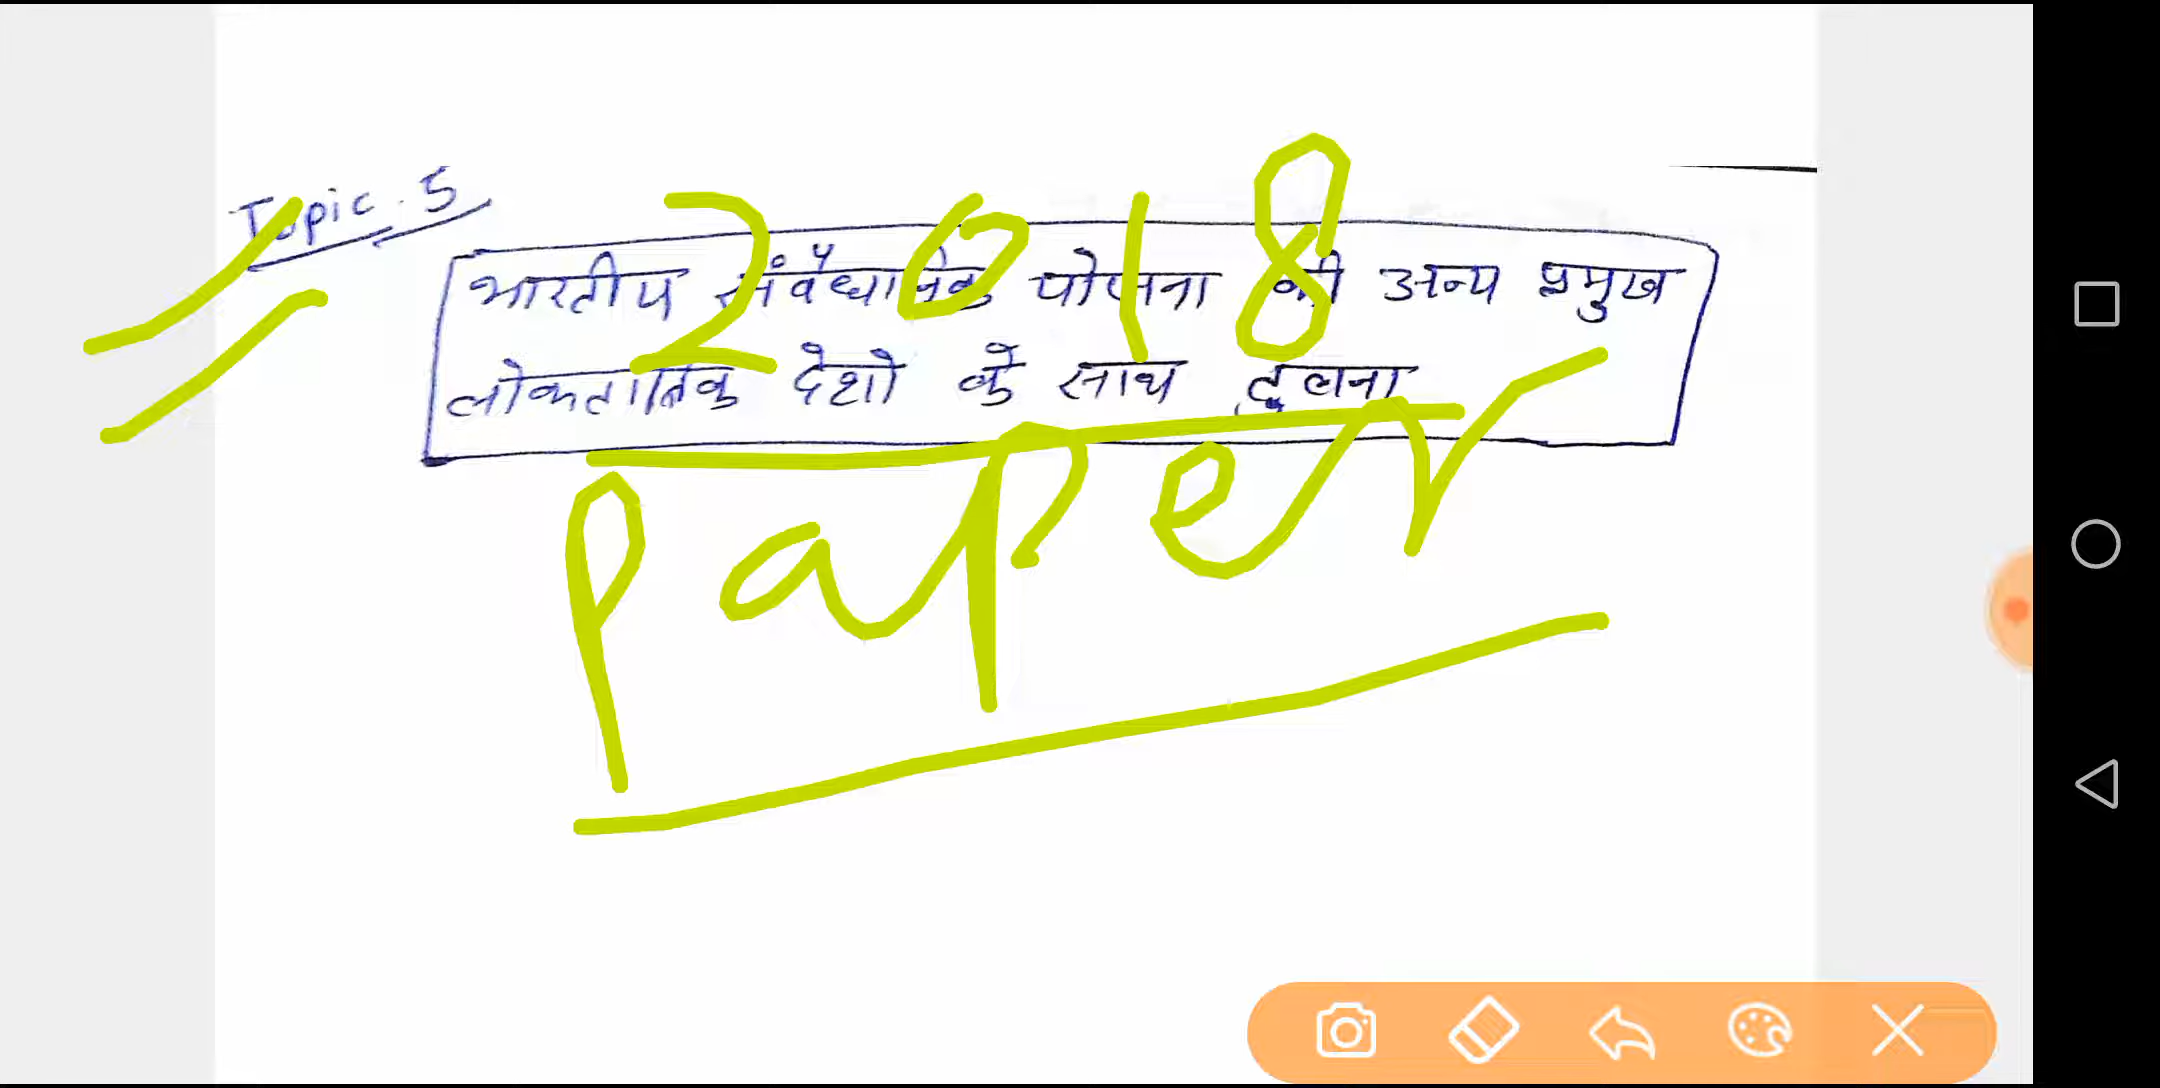 Topic. 5
2018
भारतीय संवैधानिक योजना की अन्य प्रमुख
लोकतांत्रिक देशो के साथ तुलना
paper